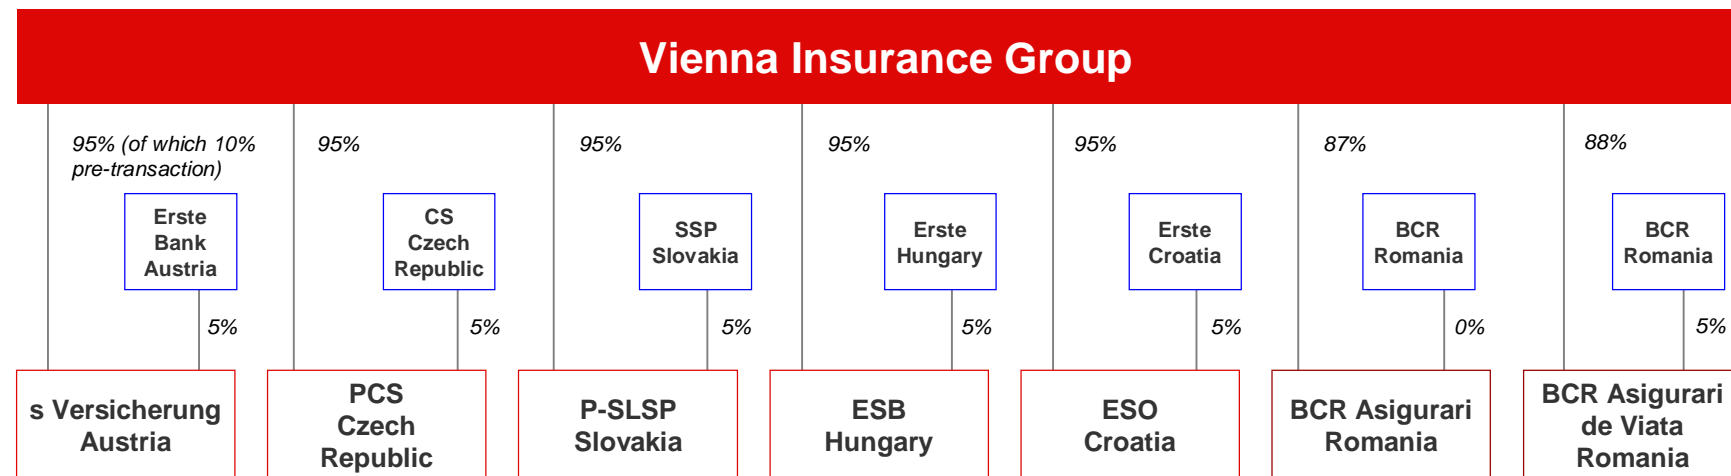 Vienna Insurance Group
95% (of which 10%
pre-transaction)
95%
95%
95%
95%
87%
88%
Erste
Bank
Austria
CS
Czech
Republic
SSP
Slovakia
Erste
Hungary
Erste
Croatia
BCR
Romania
BCR
Romania
5%
5%
5%
5%
5%
0%
5%
s Versicherung
Austria
PCS
Czech
Republic
P-SLSP
Slovakia
ESB
Hungary
ESO
Croatia
BCR Asigurari
Romania
BCR Asigurari
de Viata
Romania